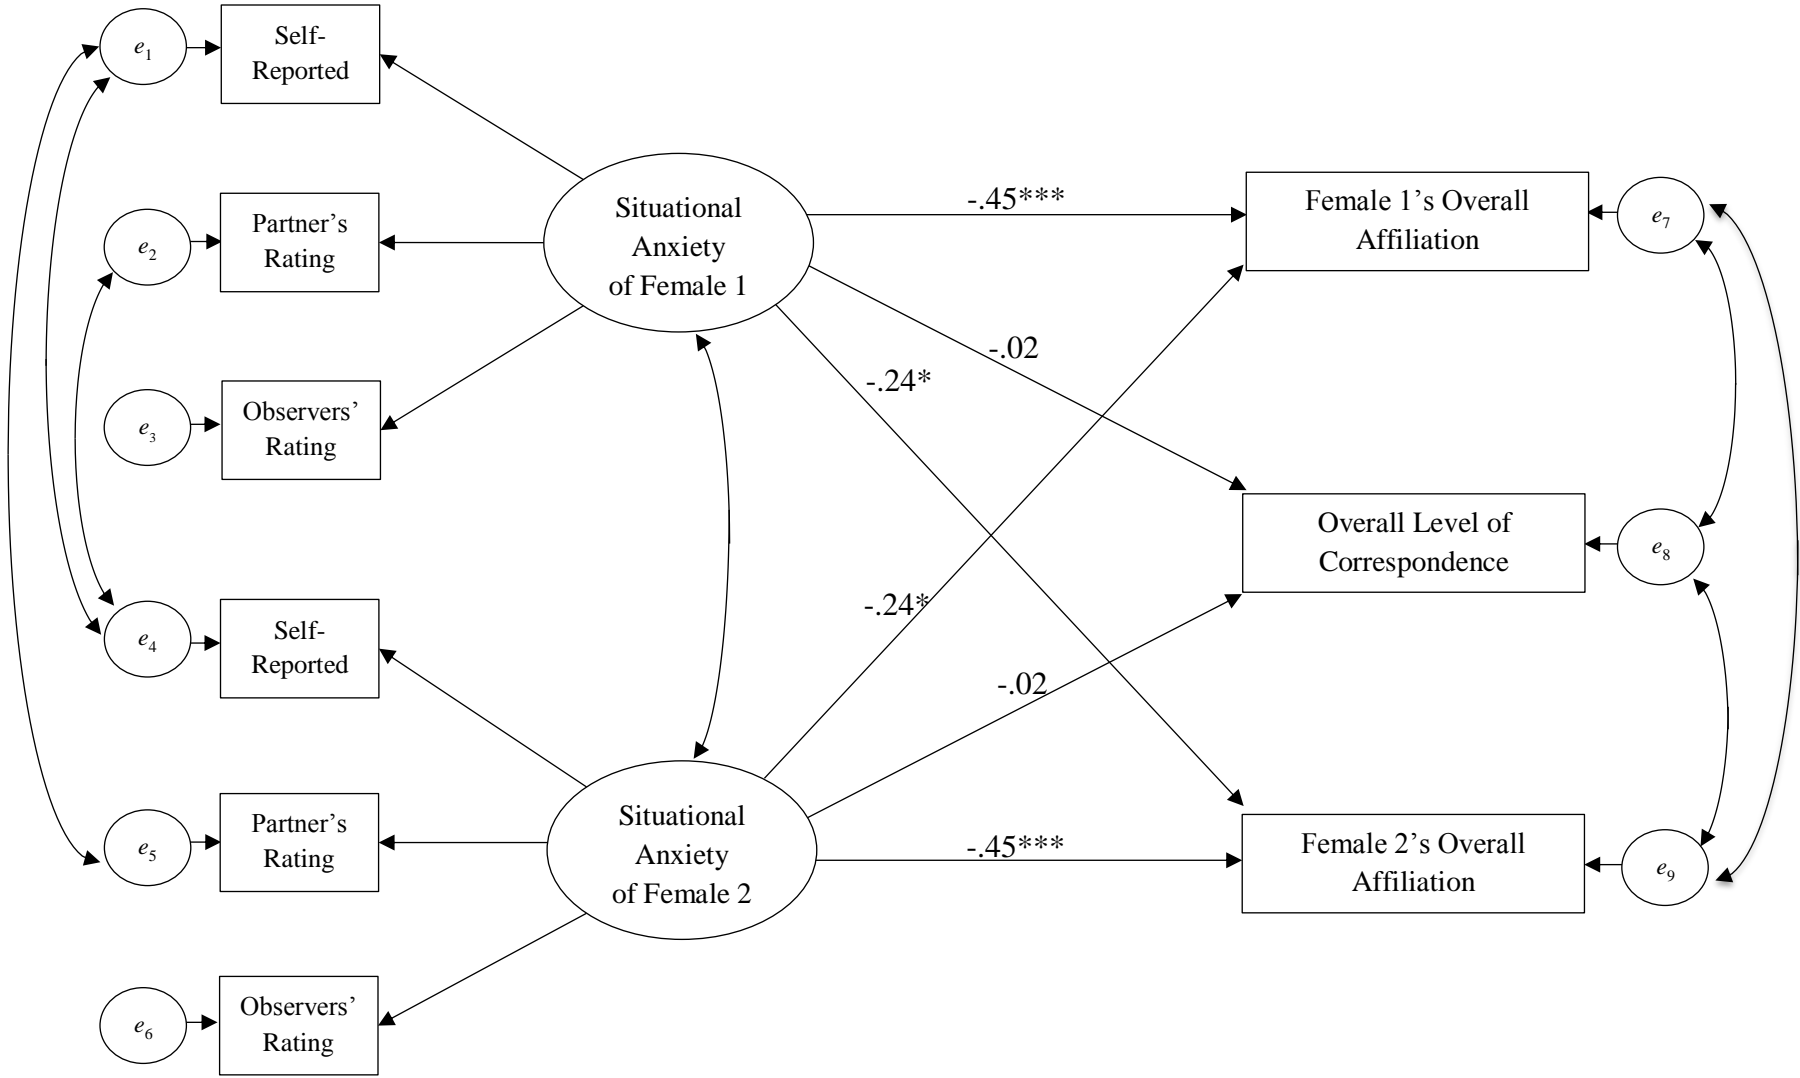 e1
Self-
Reported
e2
Partner’s
Rating
e3
Observers’
Rating
Situational
Anxiety
of Female 1
-.45***
-.02
-.24*
Female 1’s Overall
Affiliation
e7
Overall Level of
Correspondence
e8
e4
Self-
Reported
e5
Partner’s
Rating
e6
Observers’
Rating
Situational
Anxiety
of Female 2
-.24*
-.02
-.45***
Female 2’s Overall
Affiliation
e9